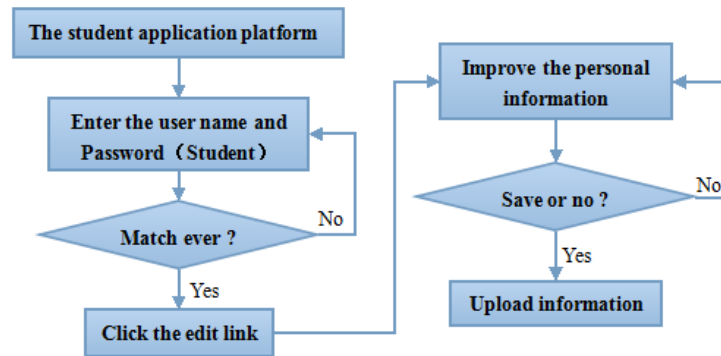 The student application platform
Enter the user name and
Password（Student）
Match ever ?
No
Yes
Click the edit link
Improve the personal
information
Save or no ?
No
Yes
Upload information